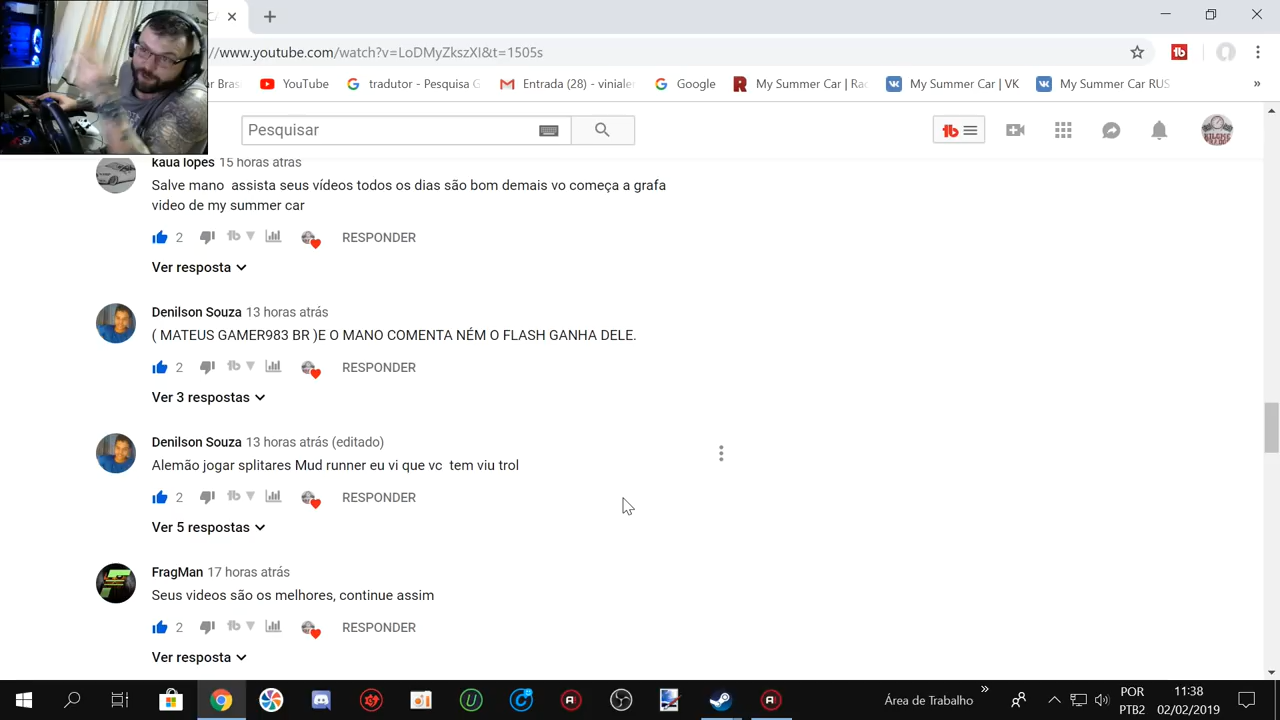 //www.youtube.com/watch?v=LoDMyZkszXI&t=1505s
ar Bras
YouTube
tradutor - Pesquisa G
Entrada (28) - vinialer
Google
My Summer Car | Rac
My Summer Car | VK
My Summer Car RUS
»
Pesquisar
kaua lopes 15 horas atrás
Salve mano assista seus vídeos todos os dias são bom demais vo começa a grafa
video de my summer car
2 RESPONDER
Ver resposta
Denilson Souza 13 horas atrás
( MATEUS GAMER983 BR )E O MANO COMENTA NÉM O FLASH GANHA DELE.
2 RESPONDER
Ver 3 respostas
Denilson Souza 13 horas atrás (editado)
Alemão jogar splitares Mud runner eu vi que vc tem viu trol
2 RESPONDER
Ver 5 respostas
FragMan 17 horas atrás
Seus videos são os melhores, continue assim
2 RESPONDER
Ver resposta
Área de Trabalho
»
POR
PTB2
11:38
02/02/2019